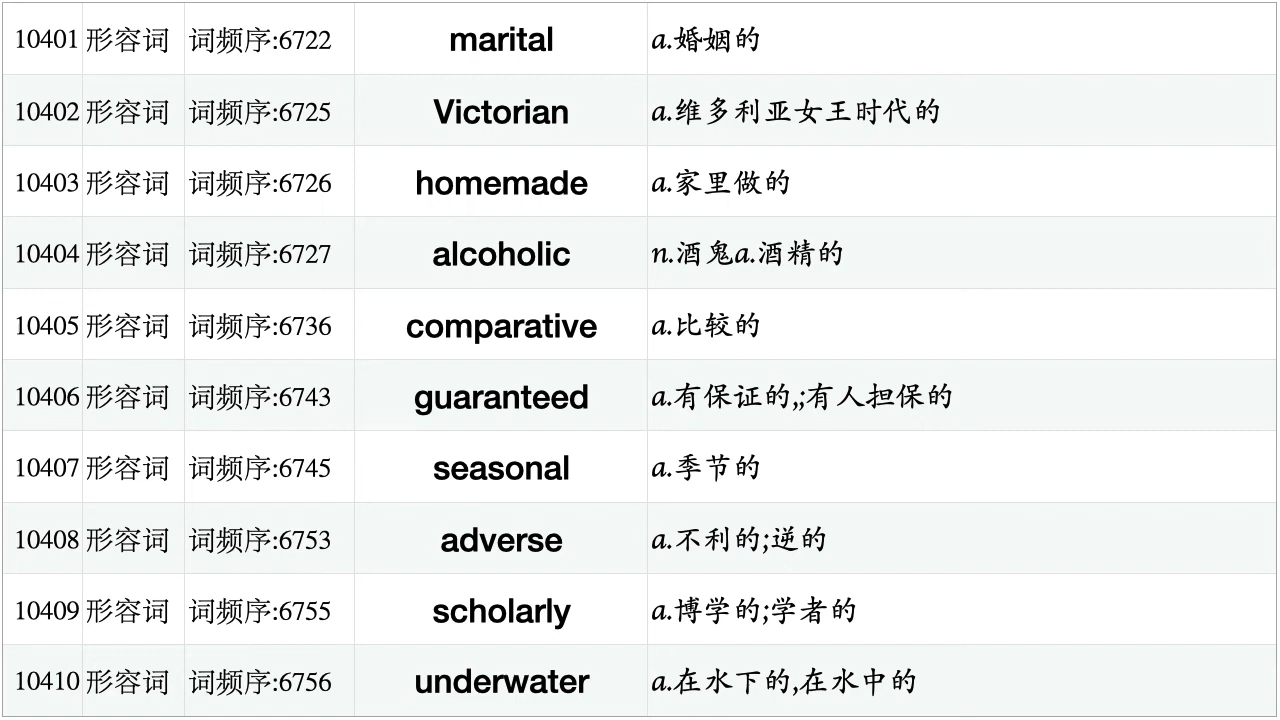 10401 形容词 词频序:6722 marital a.婚姻的
10402 形容词 词频序:6725 Victorian a.维多利亚女王时代的
10403 形容词 词频序:6726 homemade a.家里做的
10404 形容词 词频序:6727 alcoholic n.酒鬼a.酒精的
10405 形容词 词频序:6736 comparative a.比较的
10406 形容词 词频序:6743 guaranteed a.有保证的,;有人担保的
10407 形容词 词频序:6745 seasonal a.季节的
10408 形容词 词频序:6753 adverse a.不利的;逆的
10409 形容词 词频序:6755 scholarly a.博学的;学者的
10410 形容词 词频序:6756 underwater a.在水下的,在水中的